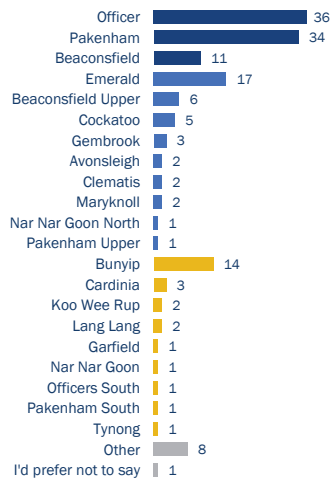 Officer 36
Pakenham 34
Beaconsfield 11
Emerald 17
Beaconsfield Upper 6
Cockatoo 5
Gembrook 3
Avonsleigh 2
Clematis 2
Maryknoll 2
Nar Nar Goon North 1
Pakenham Upper 1
Bunyip 14
Cardinia 3
Koo Wee Rup 2
Lang Lang 2
Garfield 1
Nar Nar Goon 1
Officers South 1
Pakenham South 1
Tynong 1
Other 8
I'd prefer not to say 1